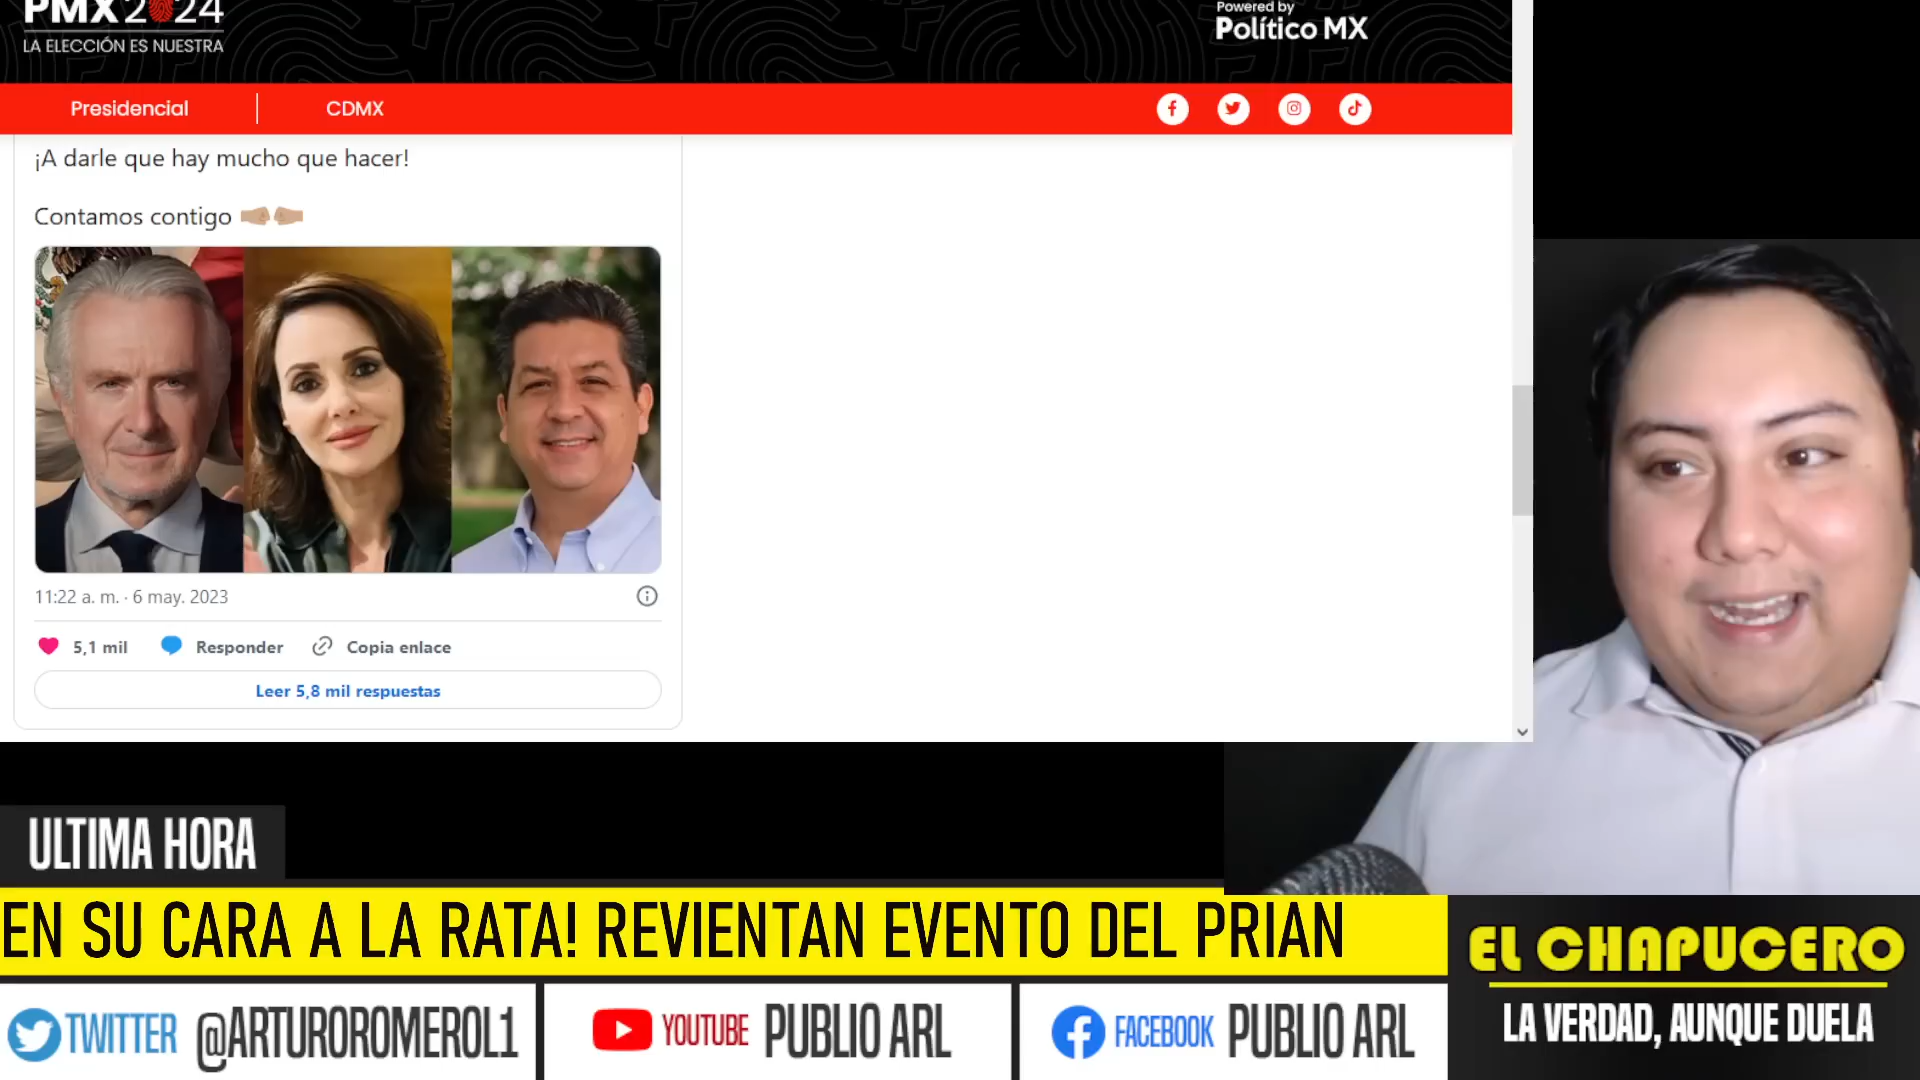 PMX2024
LA ELECCIÓN ES NUESTRA
Powered by
Político MX
Presidencial
CDMX
¡A darle que hay mucho que hacer!
Contamos contigo
11:22 a. m. · 6 may. 2023
5,1 mil
Responder
Copia enlace
Leer 5,8 mil respuestas
ULTIMA HORA
EN SU CARA A LA RATA! REVIENTAN EVENTO DEL PRIAN
EL CHAPUCERO
LA VERDAD, AUNQUE DUELA
TWITTER @ARTUROROMEROL1
YOUTUBE PUBLIO ARL
FACEBOOK PUBLIO ARL